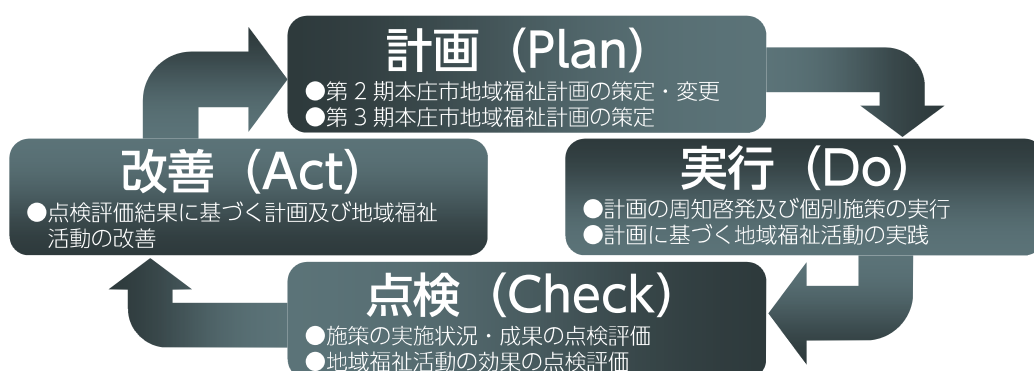 計画（Plan）
●第２期本庄市地域福祉計画の策定・変更
●第３期本庄市地域福祉計画の策定
実行（Do）
●計画の周知啓発及び個別施策の実行
●計画に基づく地域福祉活動の実践
点検（Check）
●施策の実施状況・成果の点検評価
●地域福祉活動の効果の点検評価
改善（Act）
●点検評価結果に基づく計画及び地域福祉
活動の改善